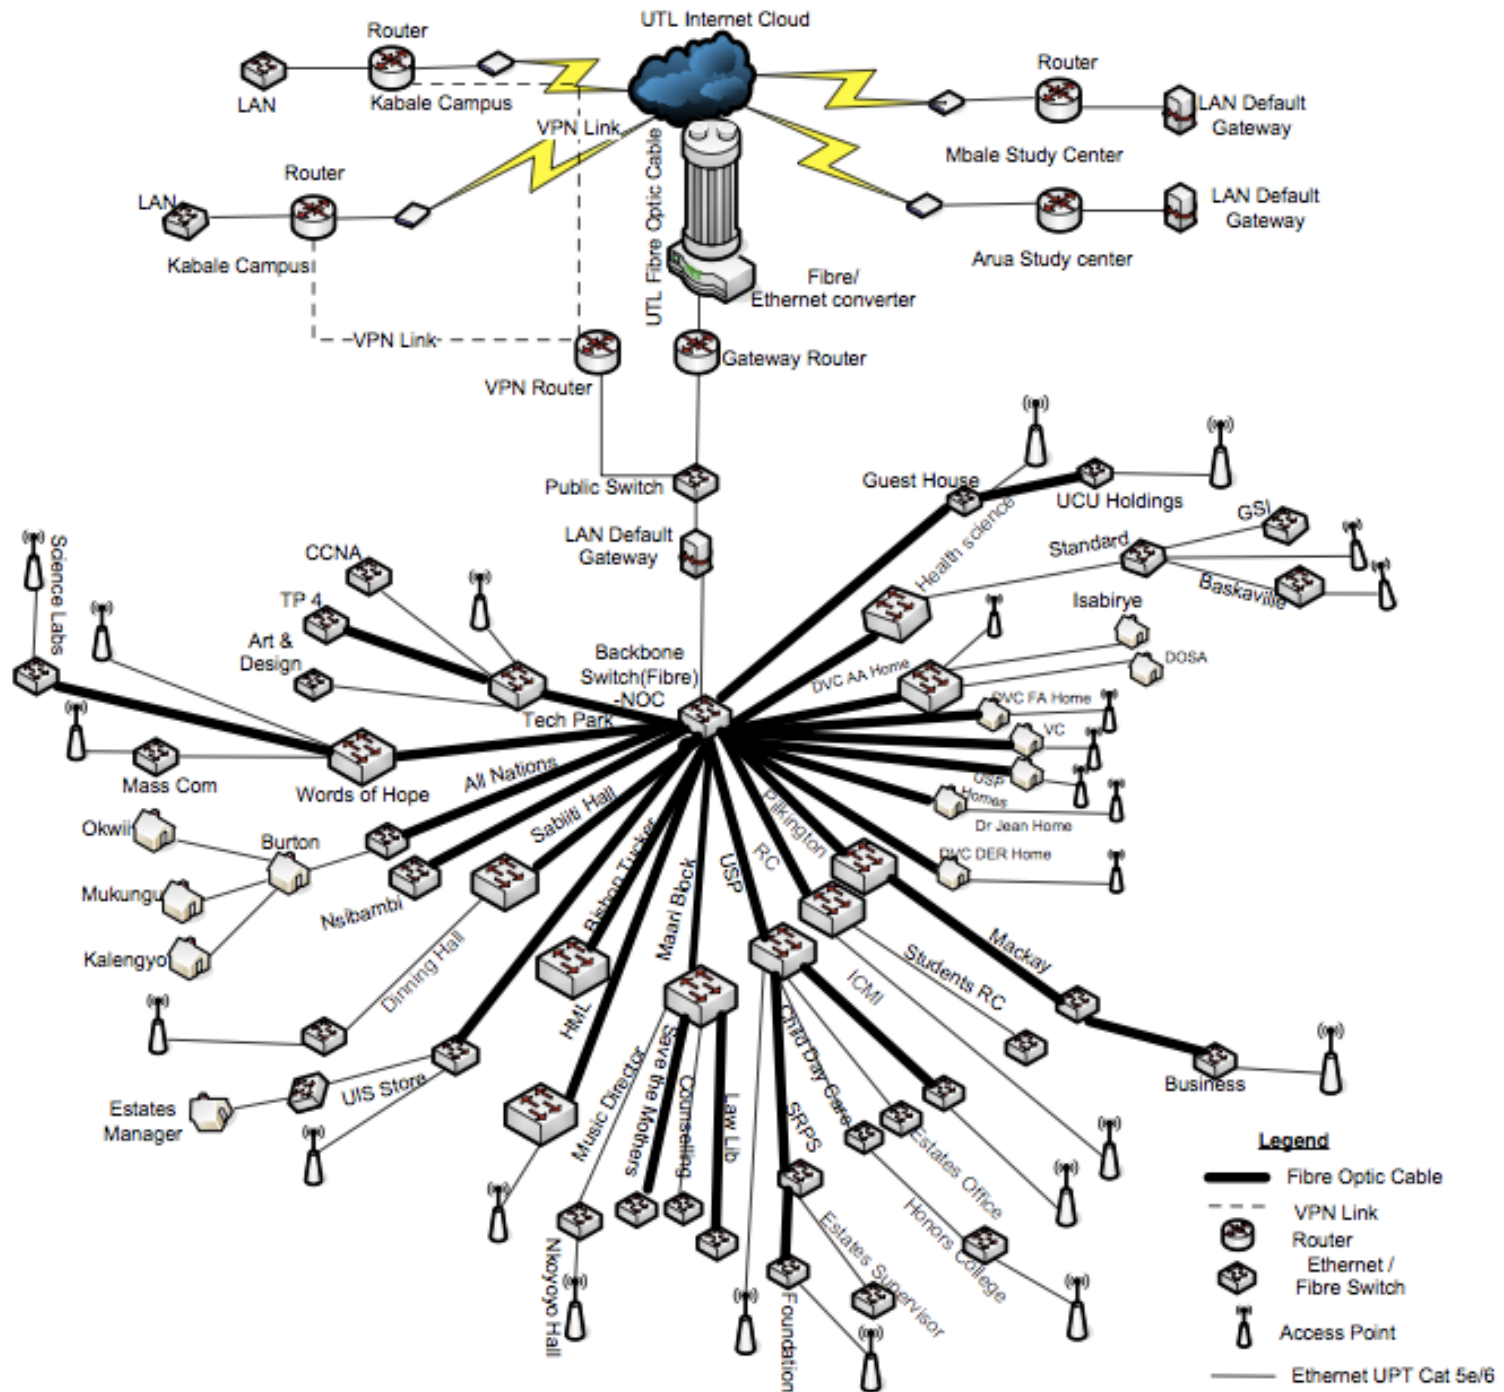 UTL Internet Cloud
Router
LAN
Kabale Campus
VPN Link
Router
LAN Default
Gateway
Mbale Study Center
Router
LAN
Kabale Campus
VPN Link
UTL Fibre Optic Cable
Fibre/
Ethernet converter
LAN Default
Gateway
Arua Study center
VPN Router
Gateway Router
Public Switch
LAN Default
Gateway
Backbone
Switch(Fibre)
-NOC
Guest House
UCU Holdings
Health science
Standard
GSI
Baskaville
Isabirye
DOSA
DVC AA Home
DVC FA Home
VC
USP
Homes
Dr Jean Home
DVC DER Home
CCNA
TP 4
Art &
Design
Tech Park
Science Labs
Mass Com
Words of Hope
All Nations
Okwii
Burton
Mukungu
Kalengyo
Nsibambi
Sabiiti Hall
Dinning Hall
Bishop Tucker
UIS Store
Estates
Manager
HML
Maari Block
Music Director
Save the Mothers
Counselling
Law Lib
Nkoyoyo Hall
USP
RC
Pilkington
Mackay
Business
Students RC
ICMI
Child Day Care
SRPS
Estates Office
Honors College
Estates Supervisor
Foundation
Legend
Fibre Optic Cable
VPN Link
Router
Ethernet /
Fibre Switch
Access Point
Ethernet UPT Cat 5e/6